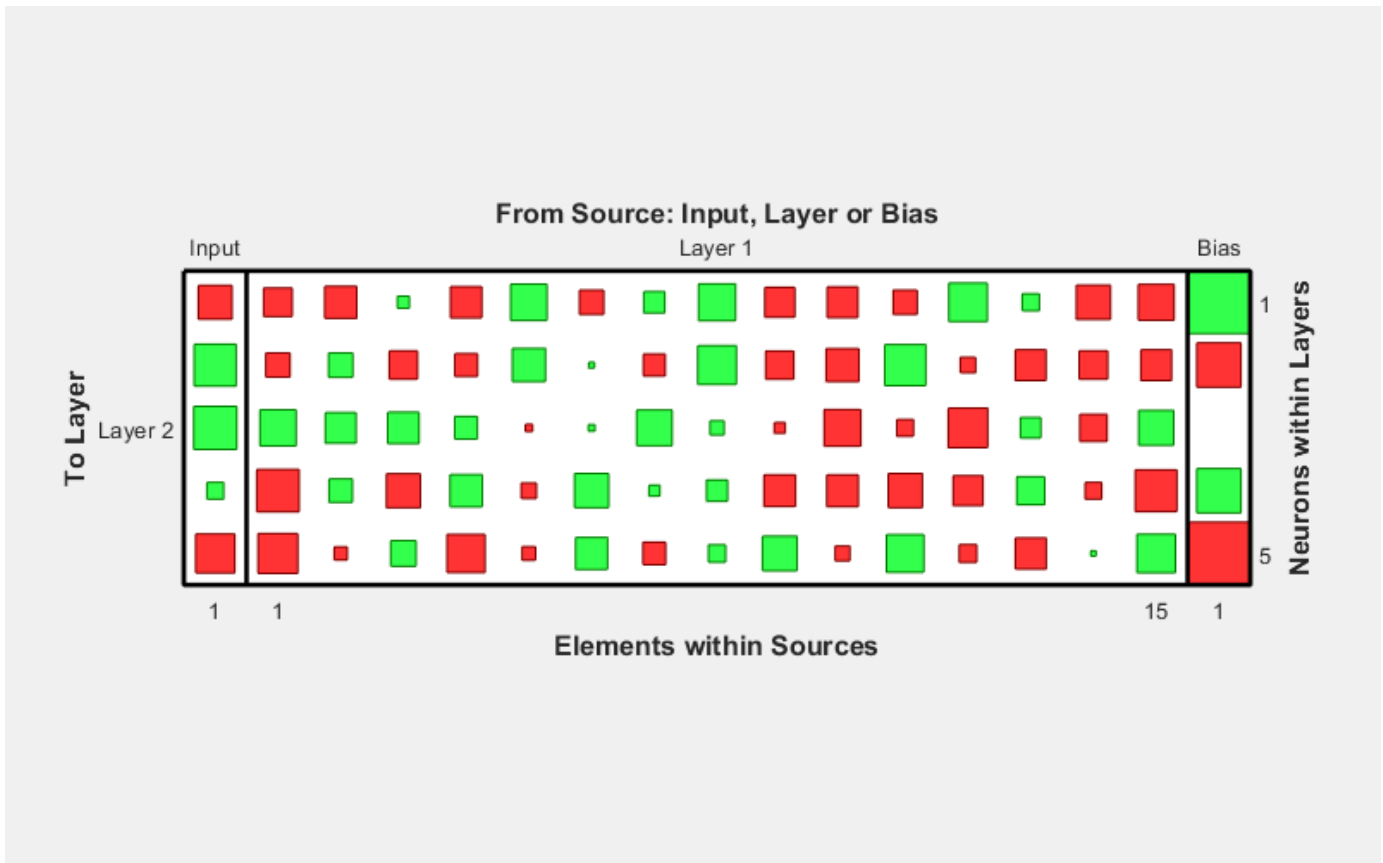 From Source: Input, Layer or Bias
Input Layer 1 Bias
1
To Layer
Layer 2
Neurons within Layers
5
1 1 15 1
Elements within Sources